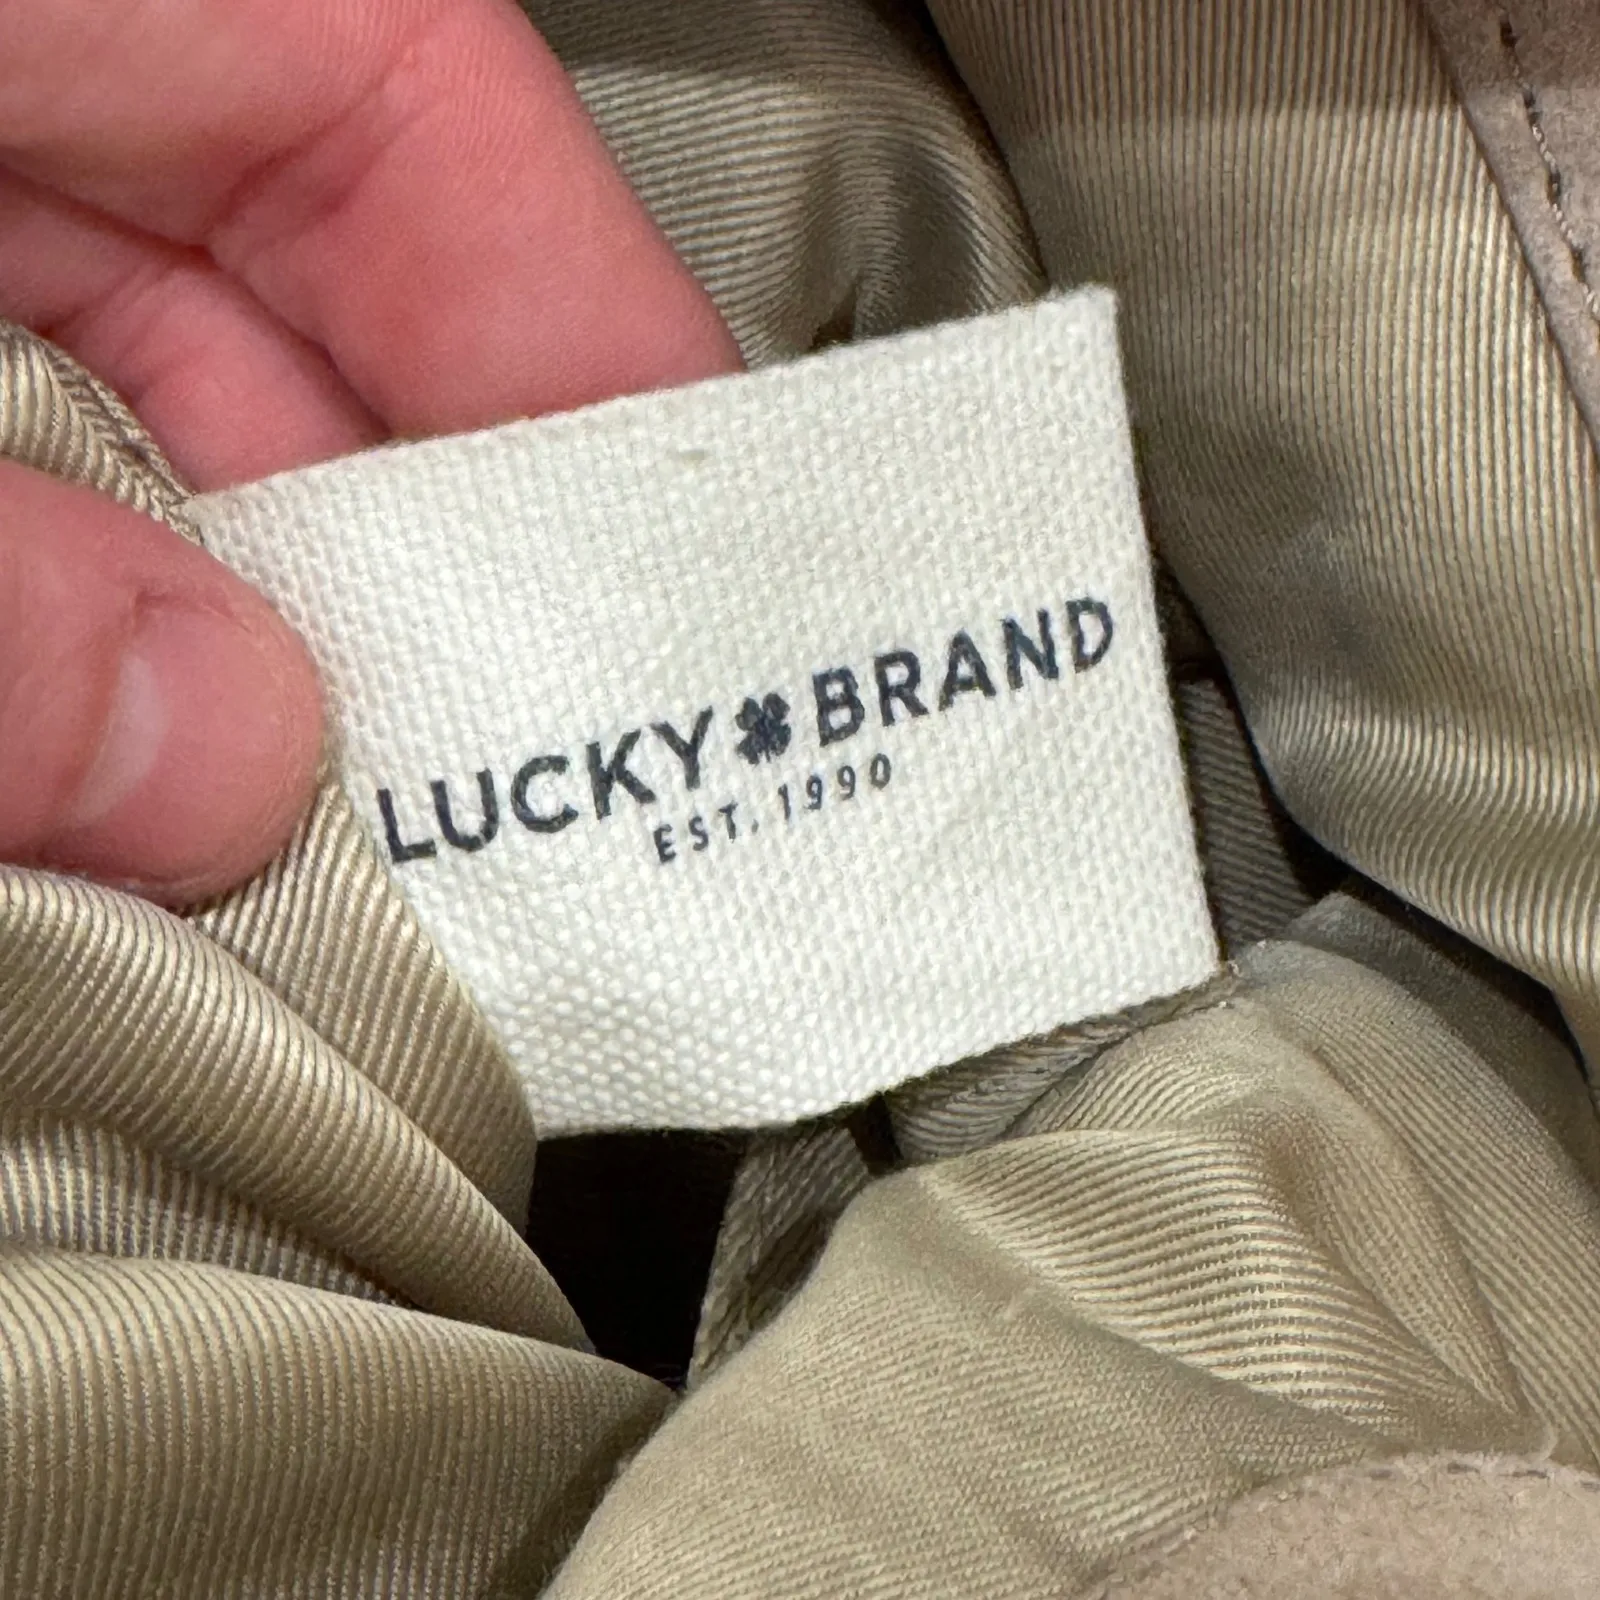 LUCKY BRAND
EST. 1990